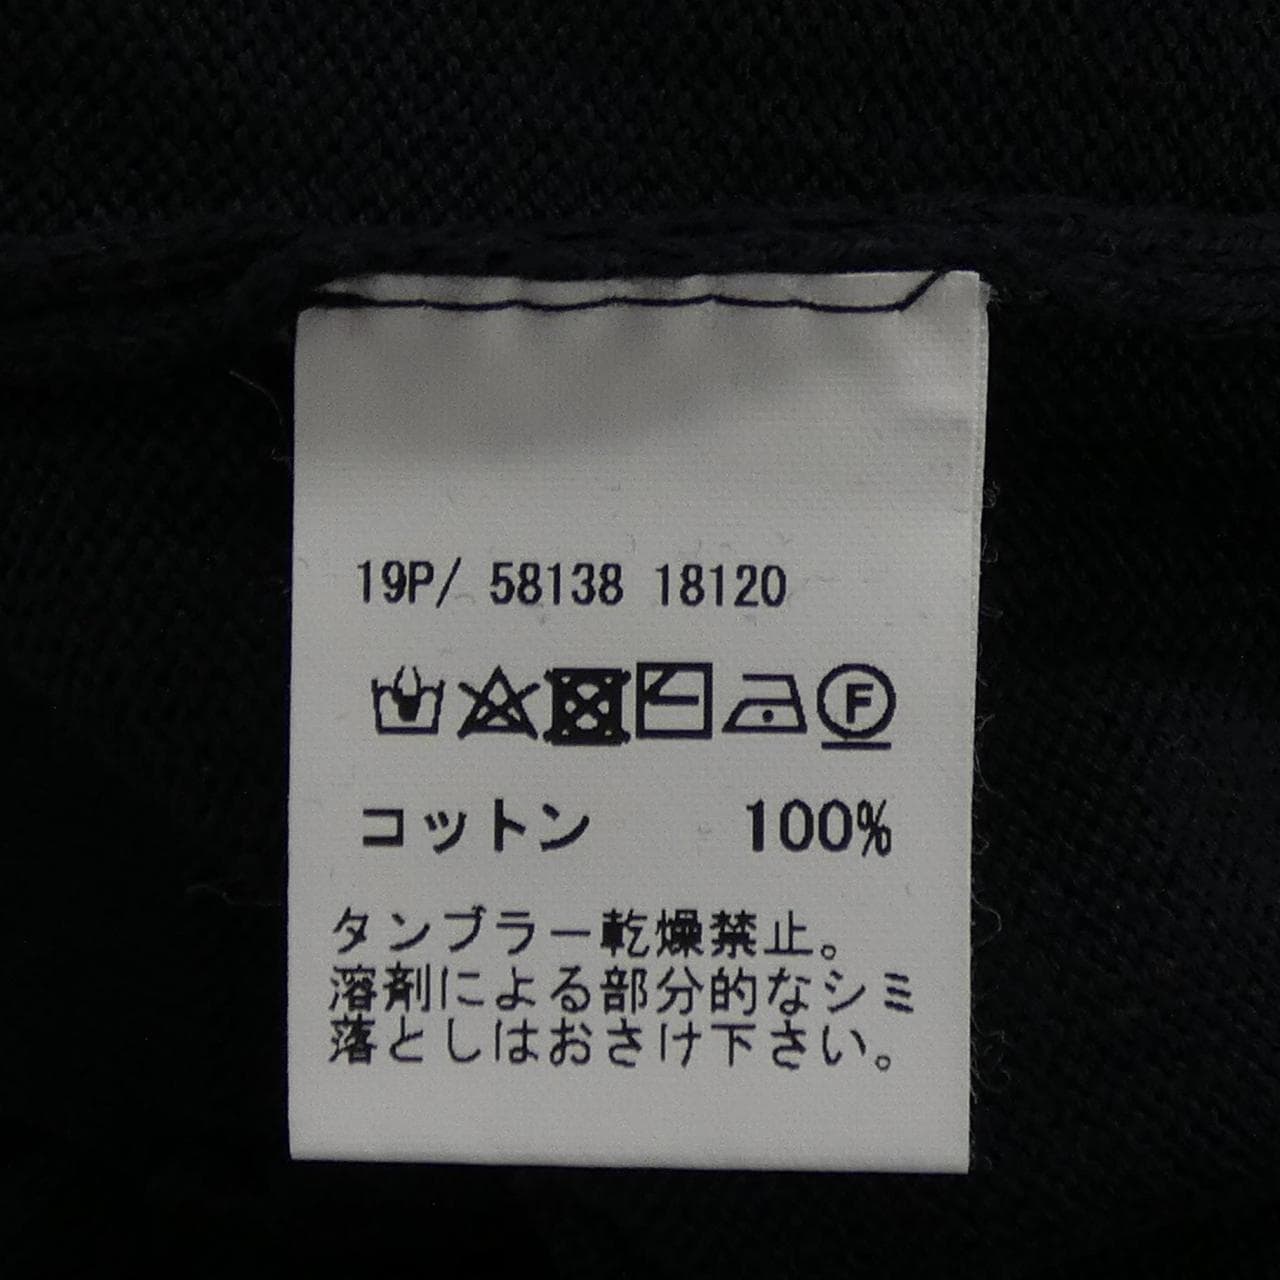 19P/ 58138 18120
F
コットン 100%
タンブラー乾燥禁止。
溶剤による部分的なシミ
落としはおさけ下さい。